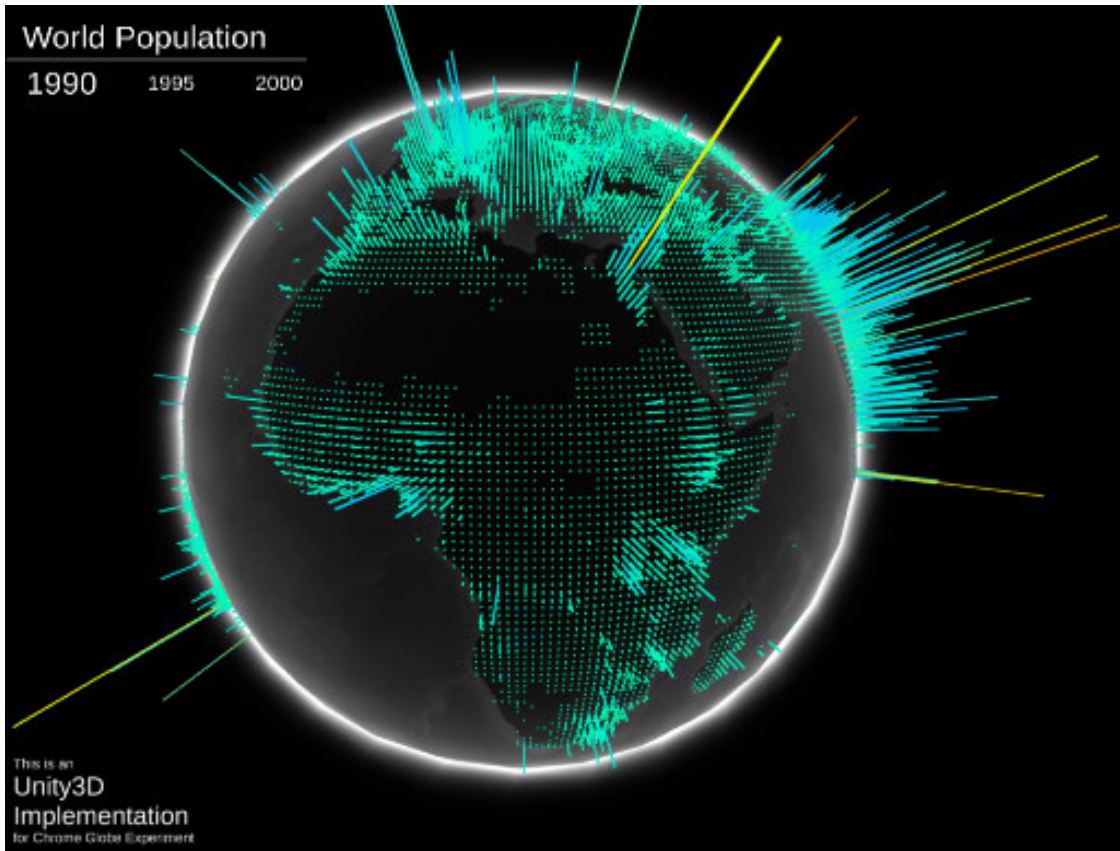 World Population
1990 1995 2000
This is an
Unity3D
Implementation
for Chrome Globe Experiment